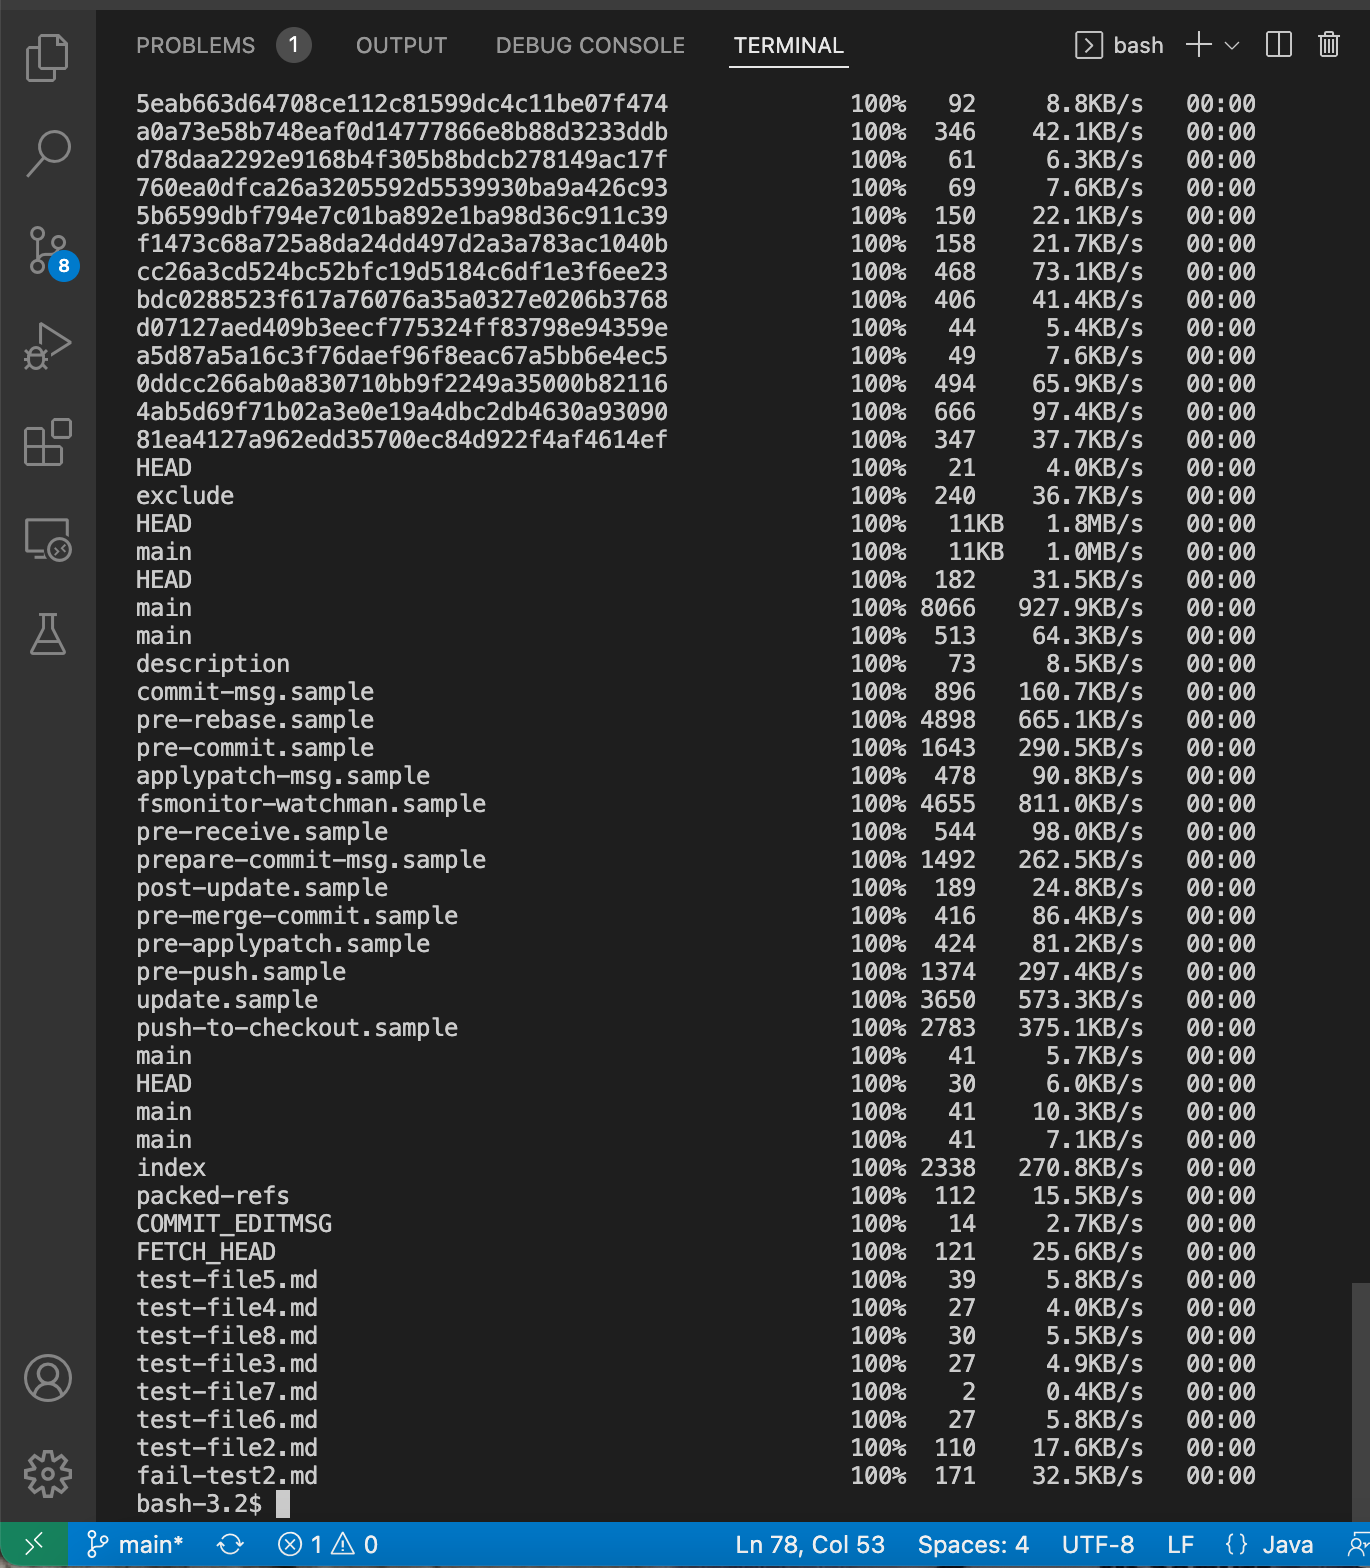 PROBLEMS 1 OUTPUT DEBUG CONSOLE TERMINAL bash
5eab663d64708ce112c81599dc4c11be07f474 100% 92 8.8KB/s 00:00
a0a73e58b748eaf0d14777866e8b88d3233ddb 100% 346 42.1KB/s 00:00
d78daa2292e9168b4f305b8bdcb278149ac17f 100% 61 6.3KB/s 00:00
760ea0dfca26a3205592d5539930ba9a426c93 100% 69 7.6KB/s 00:00
5b6599dbf794e7c01ba892e1ba98d36c911c39 100% 150 22.1KB/s 00:00
f1473c68a725a8da24dd497d2a3a783ac1040b 100% 158 21.7KB/s 00:00
cc26a3cd524bc52bfc19d5184c6df1e3f6ee23 100% 468 73.1KB/s 00:00
bdc0288523f617a76076a35a0327e0206b3768 100% 406 41.4KB/s 00:00
d07127aed409b3eecf775324ff83798e94359e 100% 44 5.4KB/s 00:00
a5d87a5a16c3f76daef96f8eac67a5bb6e4ec5 100% 49 7.6KB/s 00:00
0ddcc266ab0a830710bb9f2249a35000b82116 100% 494 65.9KB/s 00:00
4ab5d69f71b02a3e0e19a4dbc2db4630a93090 100% 666 97.4KB/s 00:00
81ea4127a962edd35700ec84d922f4af4614ef 100% 347 37.7KB/s 00:00
HEAD 100% 21 4.0KB/s 00:00
exclude 100% 240 36.7KB/s 00:00
HEAD 100% 11KB 1.8MB/s 00:00
main 100% 11KB 1.0MB/s 00:00
HEAD 100% 182 31.5KB/s 00:00
main 100% 8066 927.9KB/s 00:00
main 100% 513 64.3KB/s 00:00
description 100% 73 8.5KB/s 00:00
commit-msg.sample 100% 896 160.7KB/s 00:00
pre-rebase.sample 100% 4898 665.1KB/s 00:00
pre-commit.sample 100% 1643 290.5KB/s 00:00
applypatch-msg.sample 100% 478 90.8KB/s 00:00
fsmonitor-watchman.sample 100% 4655 811.0KB/s 00:00
pre-receive.sample 100% 544 98.0KB/s 00:00
prepare-commit-msg.sample 100% 1492 262.5KB/s 00:00
post-update.sample 100% 189 24.8KB/s 00:00
pre-merge-commit.sample 100% 416 86.4KB/s 00:00
pre-applypatch.sample 100% 424 81.2KB/s 00:00
pre-push.sample 100% 1374 297.4KB/s 00:00
update.sample 100% 3650 573.3KB/s 00:00
push-to-checkout.sample 100% 2783 375.1KB/s 00:00
main 100% 41 5.7KB/s 00:00
HEAD 100% 30 6.0KB/s 00:00
main 100% 41 10.3KB/s 00:00
main 100% 41 7.1KB/s 00:00
index 100% 2338 270.8KB/s 00:00
packed-refs 100% 112 15.5KB/s 00:00
COMMIT_EDITMSG 100% 14 2.7KB/s 00:00
FETCH_HEAD 100% 121 25.6KB/s 00:00
test-file5.md 100% 39 5.8KB/s 00:00
test-file4.md 100% 27 4.0KB/s 00:00
test-file8.md 100% 30 5.5KB/s 00:00
test-file3.md 100% 27 4.9KB/s 00:00
test-file7.md 100% 2 0.4KB/s 00:00
test-file6.md 100% 27 5.8KB/s 00:00
test-file2.md 100% 110 17.6KB/s 00:00
fail-test2.md 100% 171 32.5KB/s 00:00
bash-3.2$
8
main* 1 0 Ln 78, Col 53 Spaces: 4 UTF-8 LF {} Java